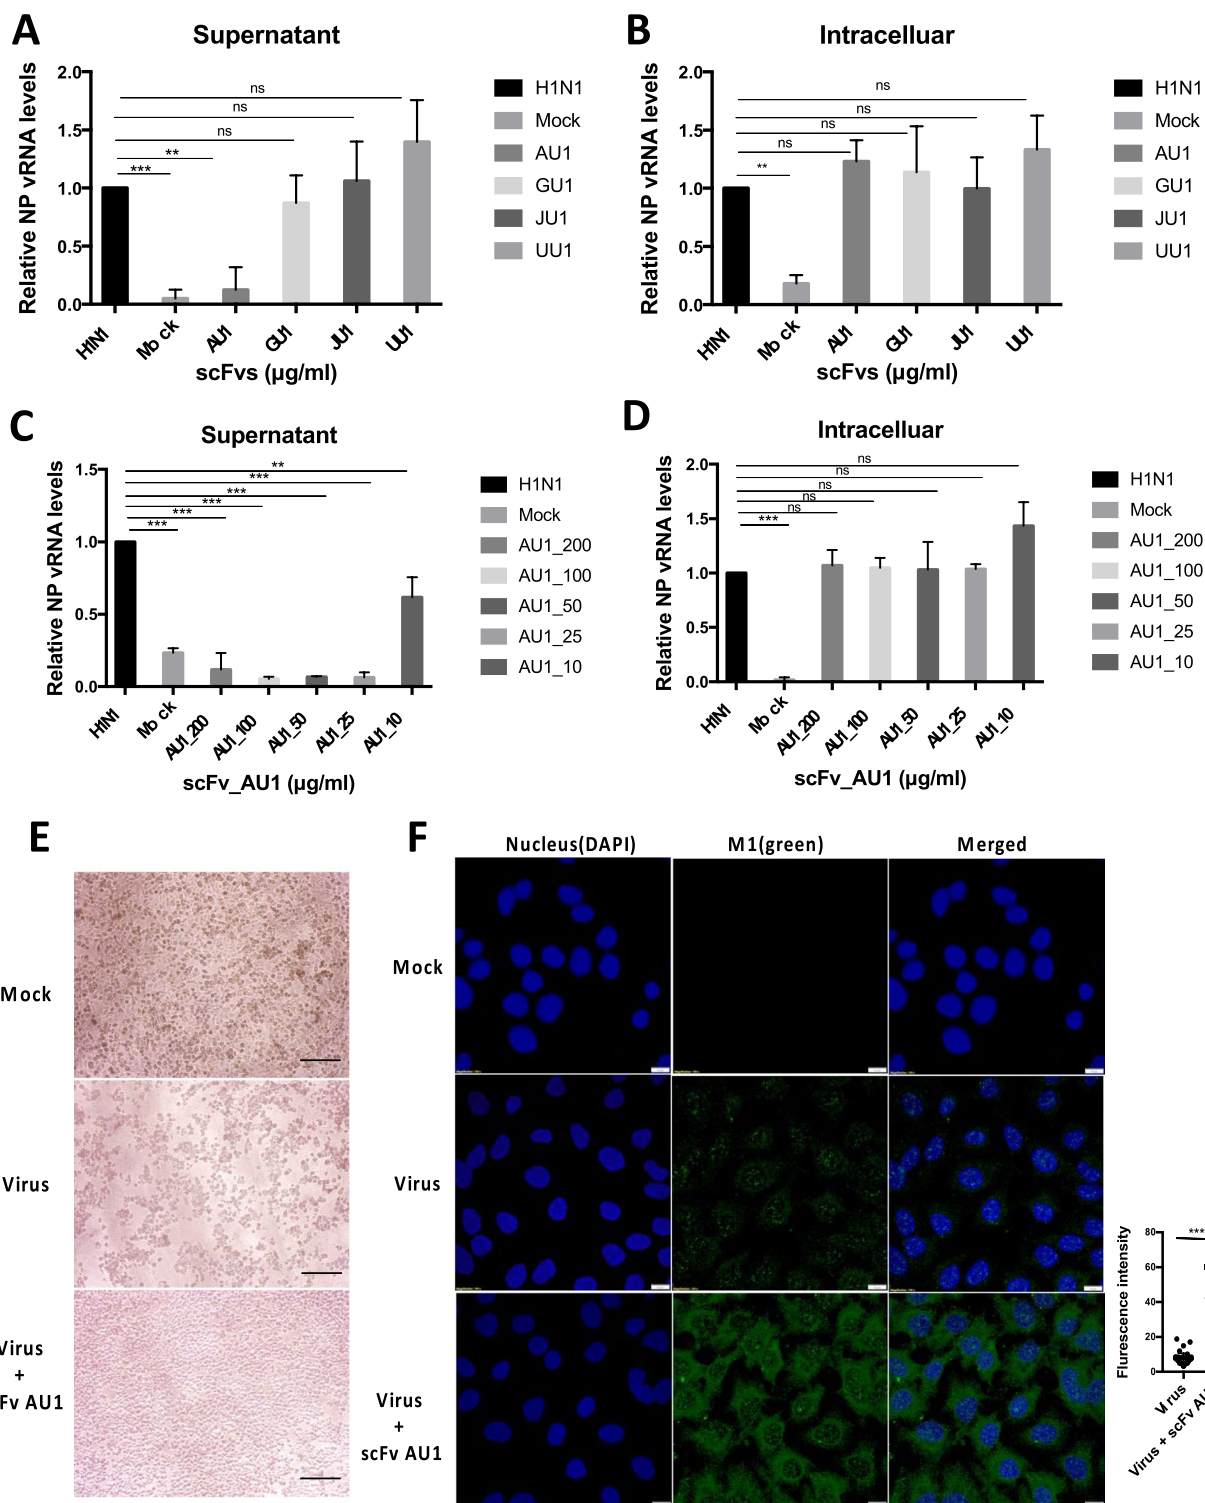 A
Supernatant
Relative NP vRNA levels
2.0
1.5
1.0
0.5
0.0
ns
ns
ns
**
***
H1N1
Mo ck
AU1
GU1
JU1
UU1
scFvs (μg/ml)
H1N1
Mock
AU1
GU1
JU1
UU1
B
Intracelluar
Relative NP vRNA levels
2.0
1.5
1.0
0.5
0.0
ns
ns
ns
ns
**
H1N1
Mo ck
AU1
GU1
JU1
UU1
scFvs (μg/ml)
H1N1
Mock
AU1
GU1
JU1
UU1
C
Supernatant
Relative NP vRNA levels
1.5
1.0
0.5
0.0
**
***
***
***
***
***
H1N1
Mo ck
AU1_200
AU1_100
AU1_50
AU1_25
AU1_10
scFv_AU1 (μg/ml)
H1N1
Mock
AU1_200
AU1_100
AU1_50
AU1_25
AU1_10
D
Intracelluar
Relative NP vRNA levels
2.0
1.5
1.0
0.5
0.0
ns
ns
ns
ns
ns
***
H1N1
Mo ck
AU1_200
AU1_100
AU1_50
AU1_25
AU1_10
scFv_AU1 (μg/ml)
H1N1
Mock
AU1_200
AU1_100
AU1_50
AU1_25
AU1_10
E
Mock
Virus
Virus
+
Fv AU1
F
Nucleus(DAPI)
M1(green)
Merged
Mock
Virus
Virus
+
scFv AU1
Flurescence intensity
80
60
40
20
0
***
Vi rus
Virus + scFv AU